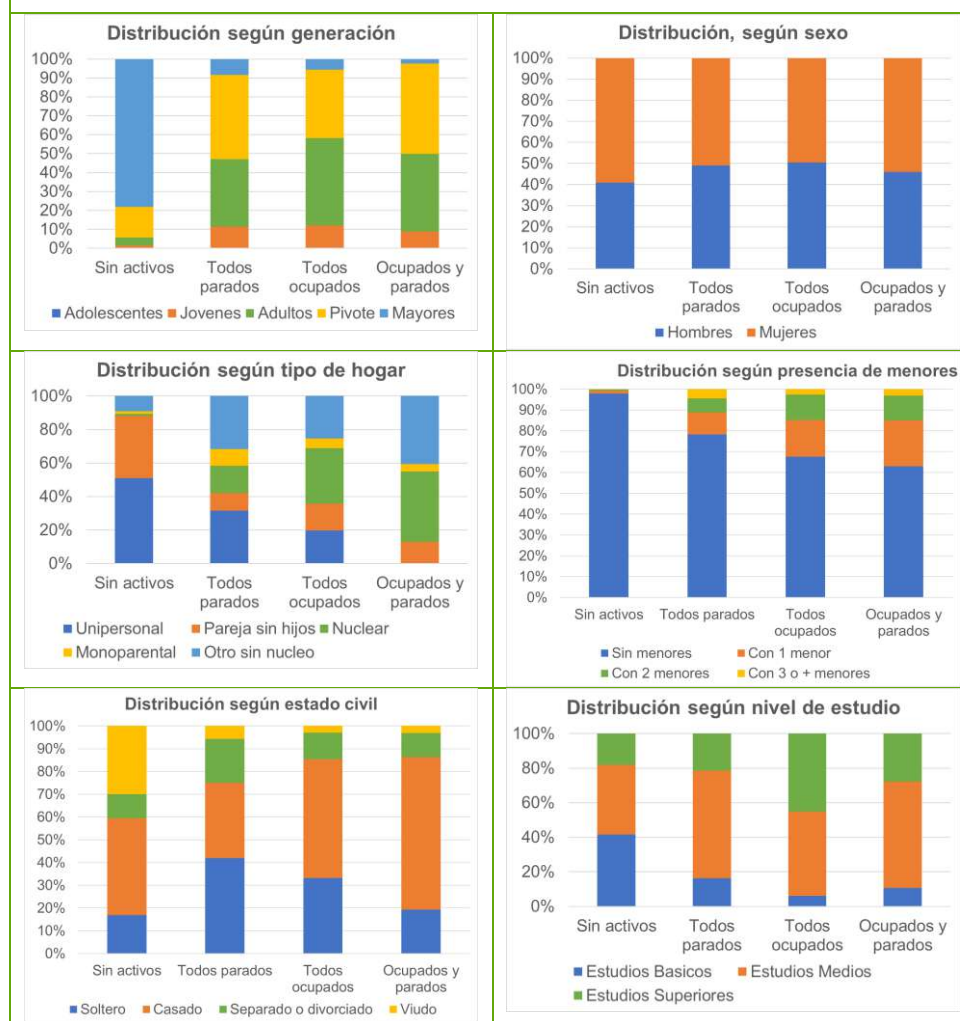 Distribución según generación
100%
90%
80%
70%
60%
50%
40%
30%
20%
10%
0%
Sin activos
Todos parados
Todos ocupados
Ocupados y parados
Adolescentes Jovenes Adultos Pivote Mayores
Distribución, según sexo
100%
90%
80%
70%
60%
50%
40%
30%
20%
10%
0%
Sin activos
Todos parados
Todos ocupados
Ocupados y parados
Hombres Mujeres
Distribución según tipo de hogar
100%
80%
60%
40%
20%
0%
Sin activos
Todos parados
Todos ocupados
Ocupados y parados
Unipersonal Pareja sin hijos Nuclear
Monoparental Otro sin nucleo
Distribución según presencia de menores
100%
90%
80%
70%
60%
50%
40%
30%
20%
10%
0%
Sin activos
Todos parados
Todos ocupados
Ocupados y parados
Sin menores Con 1 menor
Con 2 menores Con 3 o + menores
Distribución según estado civil
100%
90%
80%
70%
60%
50%
40%
30%
20%
10%
0%
Sin activos
Todos parados
Todos ocupados
Ocupados y parados
Soltero Casado Separado o divorciado Viudo
Distribución según nivel de estudio
100%
80%
60%
40%
20%
0%
Sin activos
Todos parados
Todos ocupados
Ocupados y parados
Estudios Basicos Estudios Medios
Estudios Superiores